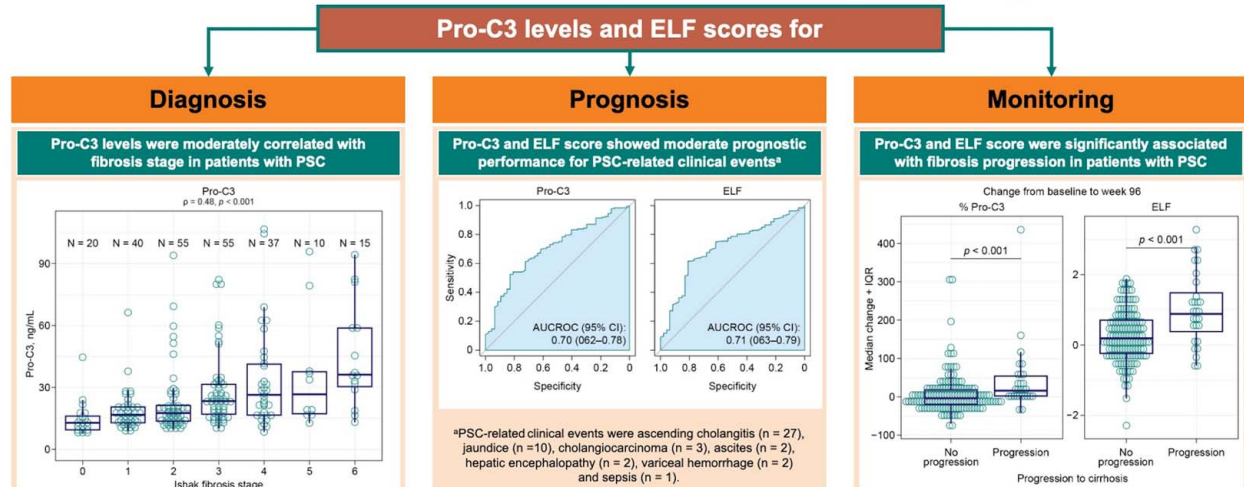 Pro-C3 levels and ELF scores for
Diagnosis
Pro-C3 levels were moderately correlated with
fibrosis stage in patients with PSC
Pro-C3
ρ = 0.48, p < 0.001
N = 20 N = 40 N = 55 N = 55 N = 37 N = 10 N = 15
90
60
30
0
Pro-C3, ng/mL
0 1 2 3 4 5 6
Ishak fibrosis stage
Prognosis
Pro-C3 and ELF score showed moderate prognostic
performance for PSC-related clinical eventsª
Pro-C3
ELF
Sensitivity
1.0
0.8
0.6
0.4
0.2
0
AUCROC (95% CI):
0.70 (062–0.78)
AUCROC (95% CI):
0.71 (063–0.79)
1.0 0.8 0.6 0.4 0.2 0
1.0 0.8 0.6 0.4 0.2 0
Specificity
Specificity
ªPSC-related clinical events were ascending cholangitis (n = 27),
jaundice (n =10), cholangiocarcinoma (n = 3), ascites (n = 2),
hepatic encephalopathy (n = 2), variceal hemorrhage (n = 2)
and sepsis (n = 1).
Monitoring
Pro-C3 and ELF score were significantly associated
with fibrosis progression in patients with PSC
Change from baseline to week 96
% Pro-C3
ELF
Median change + IQR
400
300
200
100
0
−100
p < 0.001
2
0
−2
p < 0.001
No
progression
Progression
No
progression
Progression
Progression to cirrhosis